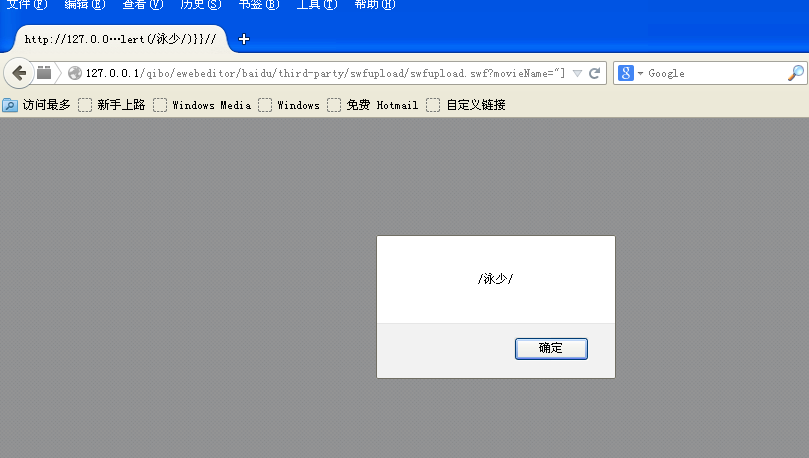 文件(F) 编辑(E) 查看(V) 历史(S) 书签(B) 工具(T) 帮助(H)
http://127.0.0…lert(/泳少/)}}//
127.0.0.1/qibo/ewebeditor/baidu/third-party/swfupload/swfupload.swf?movieName="]
Google
访问最多 新手上路 Windows Media Windows 免费 Hotmail 自定义链接
/泳少/
确定